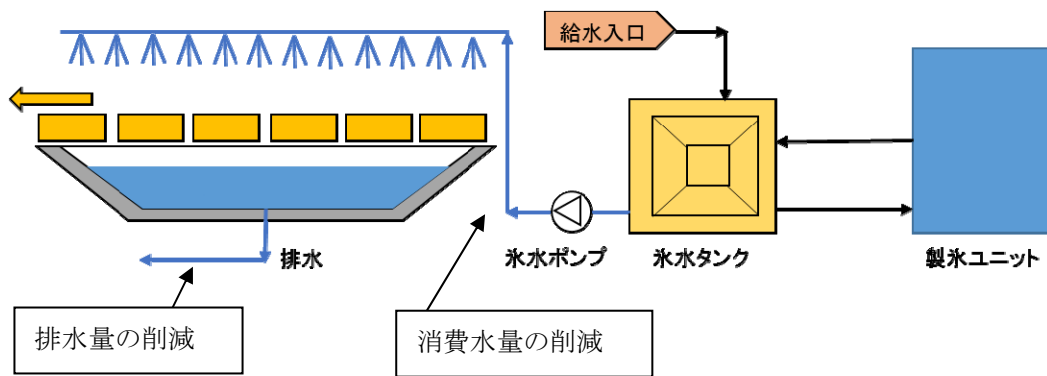 給水入口
排水
氷水ポンプ
氷水タンク
製氷ユニット
排水量の削減
消費水量の削減